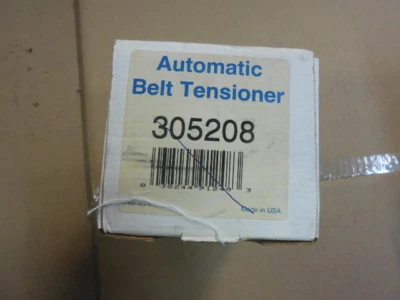 Automatic
Belt Tensioner
305208
Made in USA